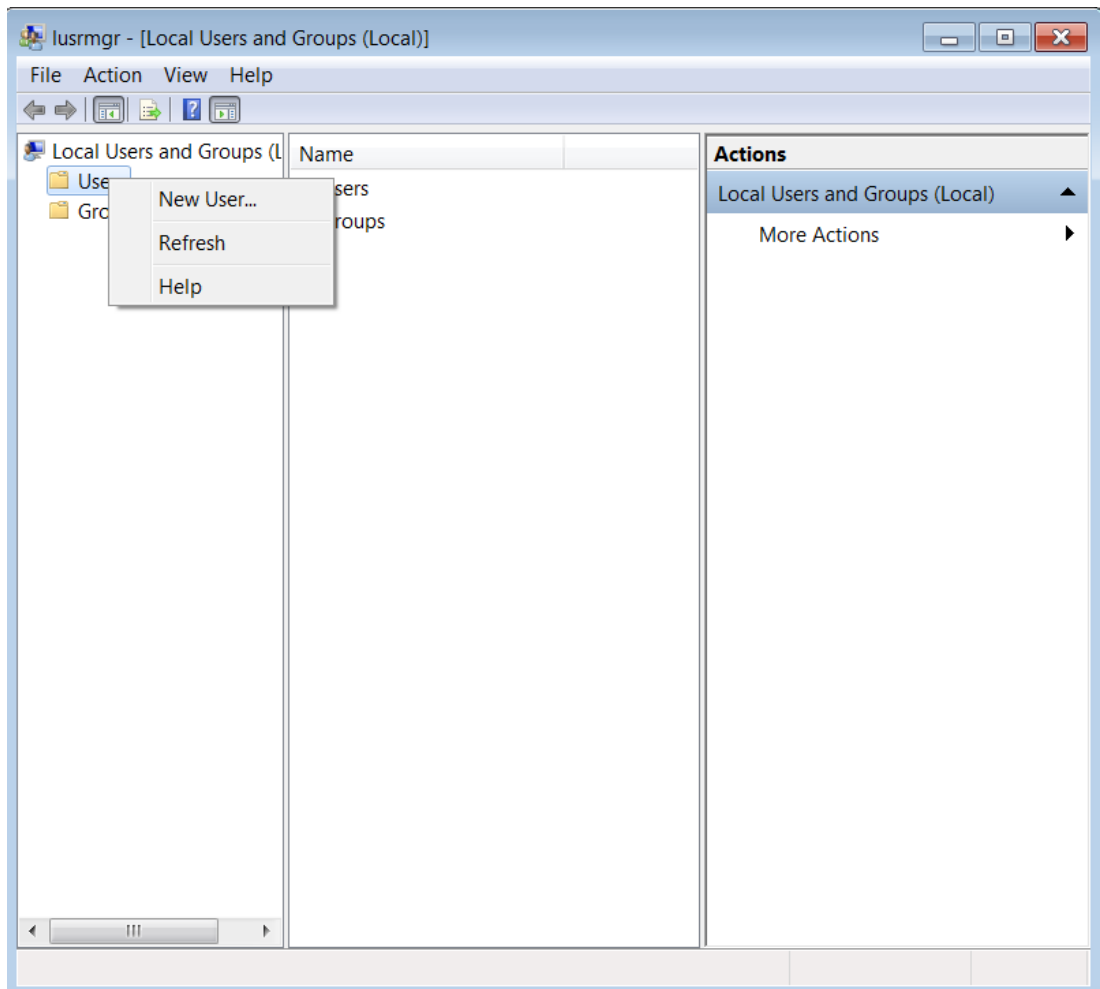 lusrmgr - [Local Users and Groups (Local)]
File Action View Help
Local Users and Groups (L
Use
Gro
New User...
Refresh
Help
Name
sers
roups
Actions
Local Users and Groups (Local)
More Actions